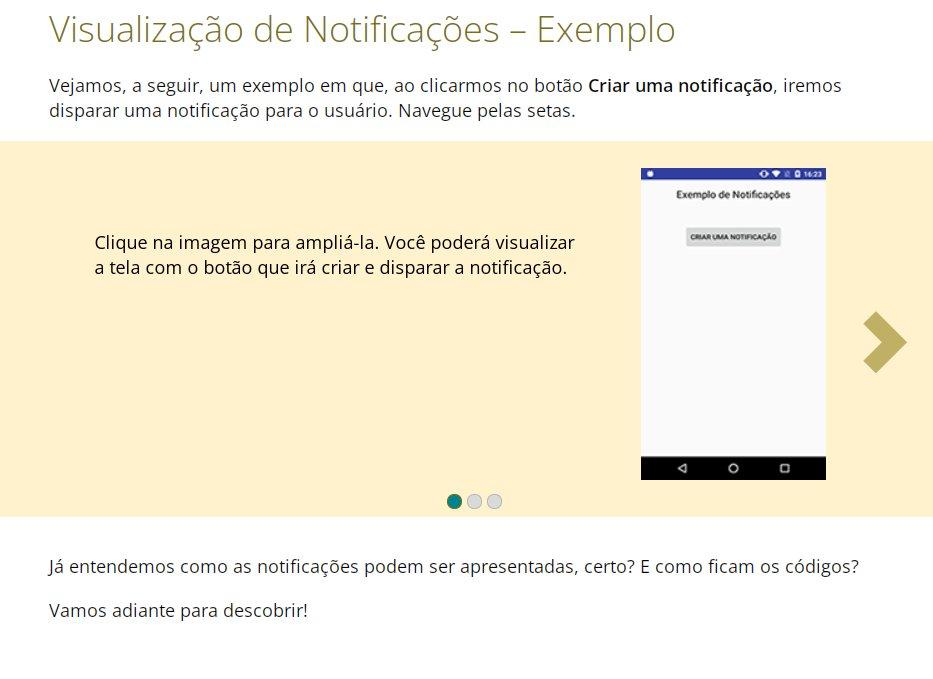 Visualização de Notificações – Exemplo
Vejamos, a seguir, um exemplo em que, ao clicarmos no botão Criar uma notificação, iremos
disparar uma notificação para o usuário. Navegue pelas setas.
16:23
Exemplo de Notificações
CRIAR UMA NOTIFICAÇÃO
Clique na imagem para ampliá-la. Você poderá visualizar
a tela com o botão que irá criar e disparar a notificação.
Já entendemos como as notificações podem ser apresentadas, certo? E como ficam os códigos?
Vamos adiante para descobrir!